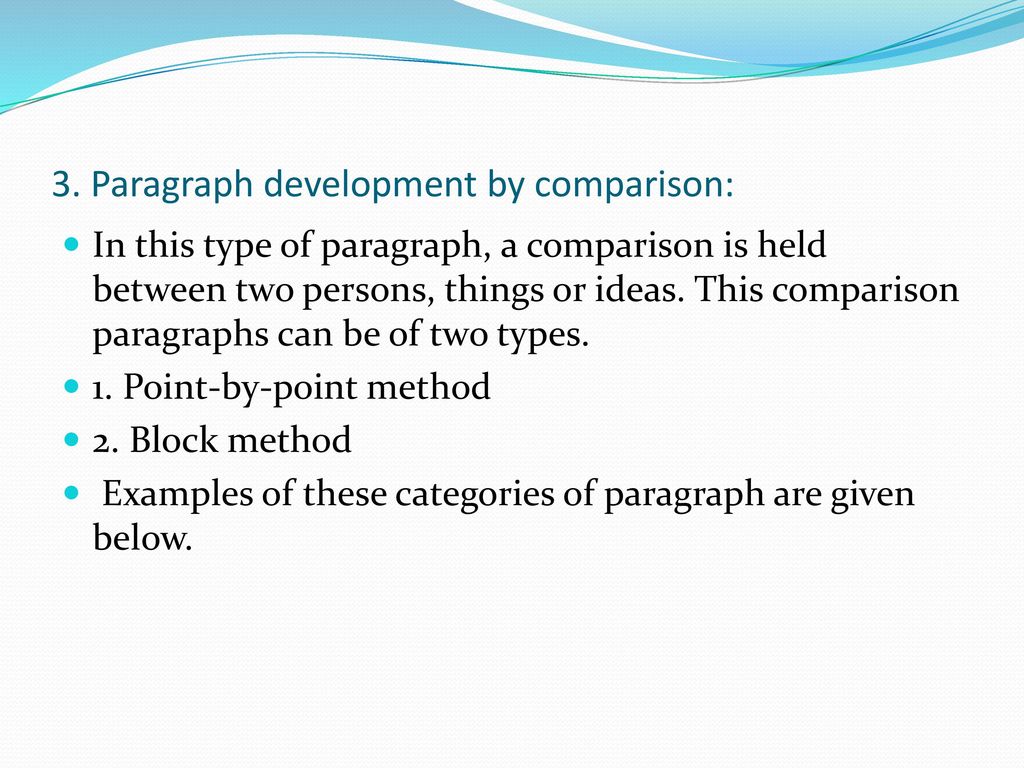 3. Paragraph development by comparison:
In this type of paragraph, a comparison is held
between two persons, things or ideas. This comparison
paragraphs can be of two types.
1. Point-by-point method
2. Block method
Examples of these categories of paragraph are given
below.